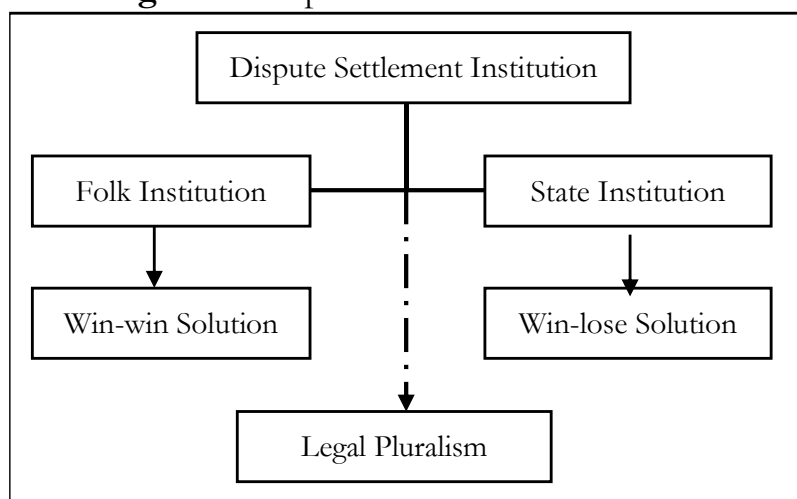 Dispute Settlement Institution
Folk Institution
State Institution
Win-win Solution
Win-lose Solution
Legal Pluralism